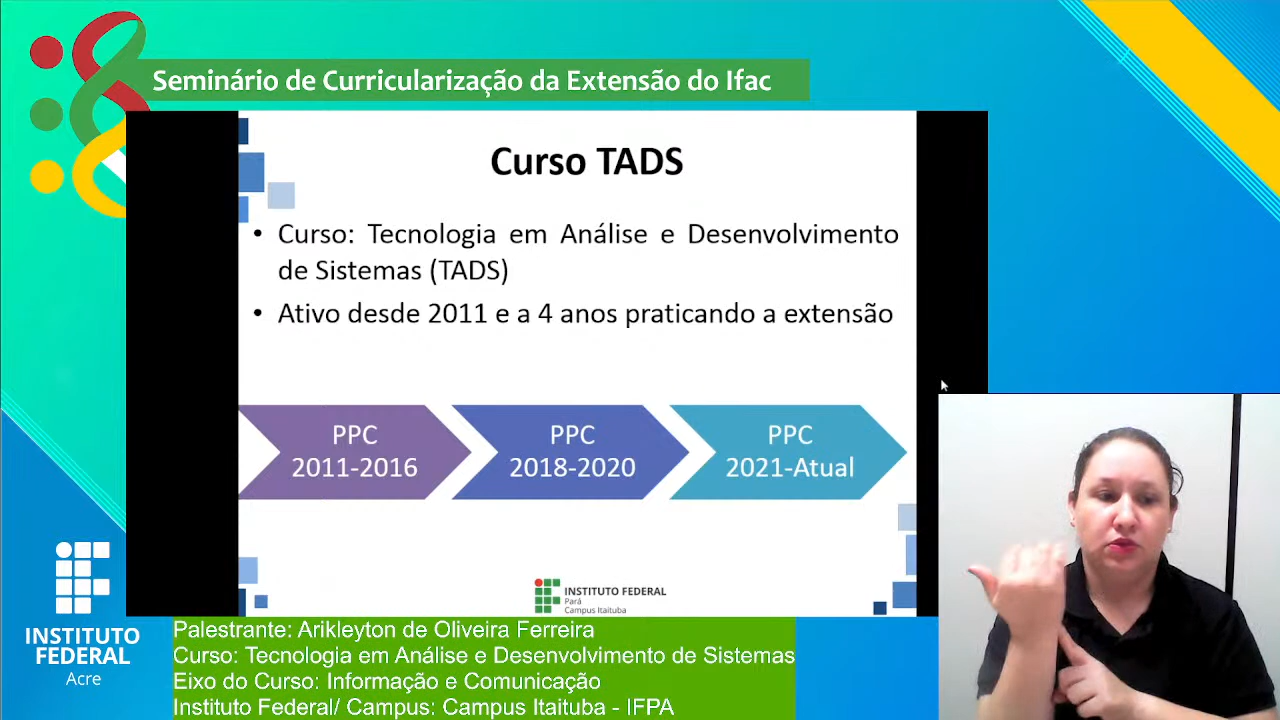 Seminário de Curricularização da Extensão do Ifac
Curso TADS
• Curso: Tecnologia em Análise e Desenvolvimento
de Sistemas (TADS)
• Ativo desde 2011 e a 4 anos praticando a extensão
PPC
2011-2016
PPC
2018-2020
PPC
2021-Atual
INSTITUTO FEDERAL
Pará
Campus Itaituba
INSTITUTO
FEDERAL
Acre
Palestrante: Arikleyton de Oliveira Ferreira
Curso: Tecnologia em Análise e Desenvolvimento de Sistemas
Eixo do Curso: Informação e Comunicação
Instituto Federal/ Campus: Campus Itaituba - IFPA